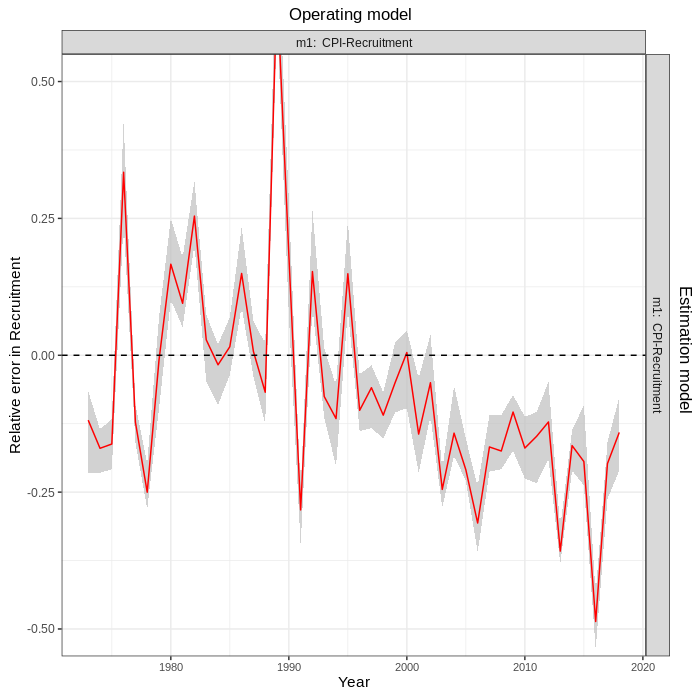 Operating model
m1: CPI-Recruitment
0.50
0.25
0.00
-0.25
-0.50
Relative error in Recruitment
m1: CPI-Recruitment
Estimation model
1980
1990
2000
2010
2020
Year